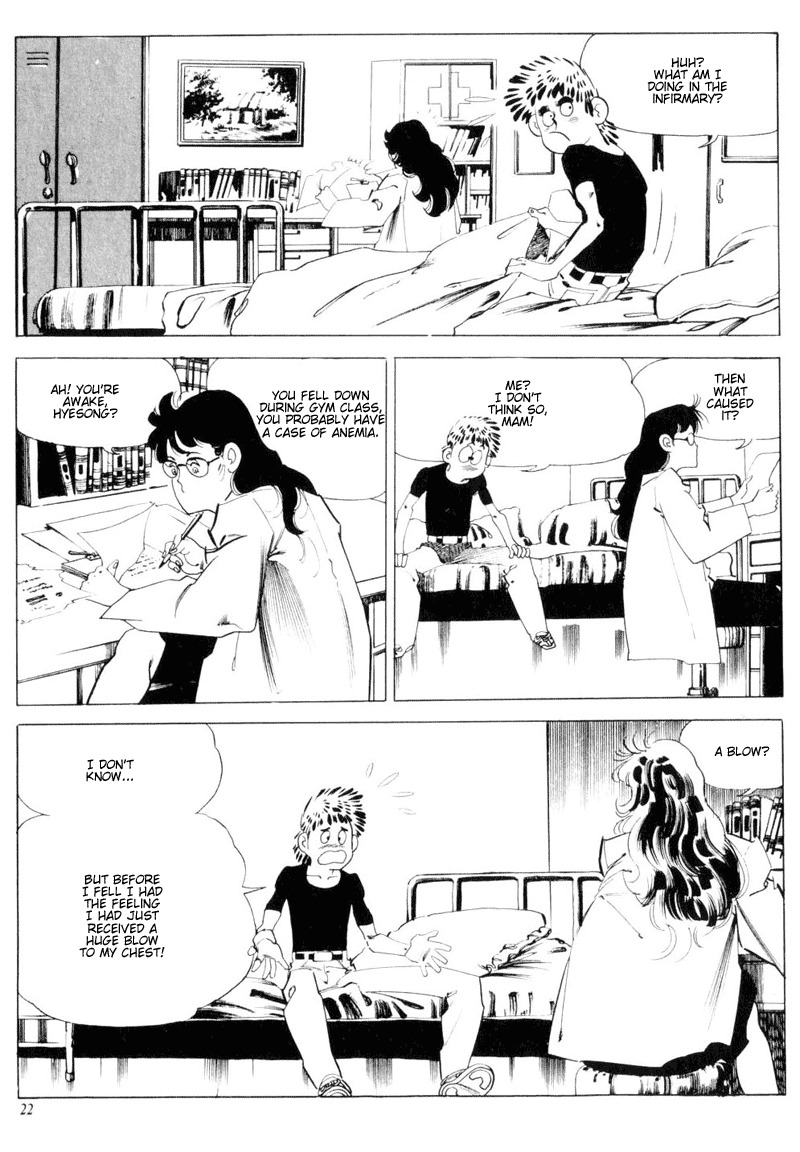 HUH?
WHAT AM I
DOING IN THE
INFIRMARY?
AH! YOU'RE
AWAKE,
HYESONG?
YOU FELL DOWN
DURING GYM CLASS,
YOU PROBABLY HAVE
A CASE OF ANEMIA.
ME?
I DON'T
THINK SO,
MAM!
THEN
WHAT
CAUSED
IT?
I DON'T
KNOW...
BUT BEFORE
I FELL I HAD
THE FEELING
I HAD JUST
RECEIVED A
HUGE BLOW
TO MY CHEST!
A BLOW?
22